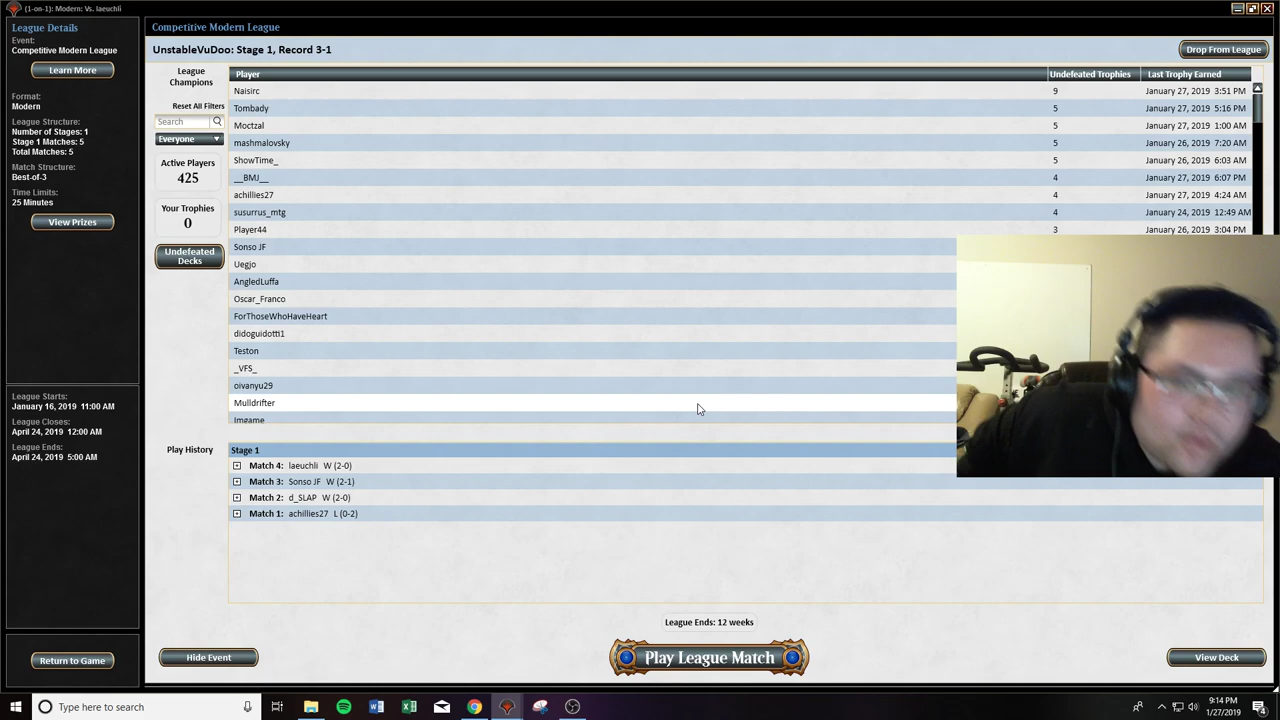 (1-on-1): Modern: Vs. laeuchli
League Details
Event:
Competitive Modern League
Learn More
Format:
Modern
League Structure:
Number of Stages: 1
Stage 1 Matches: 5
Total Matches: 5
Match Structure:
Best-of-3
Time Limits:
25 Minutes
View Prizes
League Starts:
January 16, 2019 11:00 AM
League Closes:
April 24, 2019 12:00 AM
League Ends:
April 24, 2019 5:00 AM
Return to Game
Competitive Modern League
UnstableVuDoo: Stage 1, Record 3-1
Drop From League
League
Champions
Reset All Filters
Search
Everyone
Active Players
425
Your Trophies
0
Undefeated
Decks
Player Undefeated Trophies Last Trophy Earned
Naisirc 9 January 27, 2019 3:51 PM
Tombady 5 January 27, 2019 5:16 PM
Moctzal 5 January 27, 2019 1:00 AM
mashmalovsky 5 January 26, 2019 7:20 AM
ShowTime_ 5 January 26, 2019 6:03 AM
__BMJ__ 4 January 27, 2019 6:07 PM
achillies27 4 January 27, 2019 4:24 AM
susurrus_mtg 4 January 24, 2019 12:49 AM
Player44 3 January 26, 2019 3:04 PM
Sonso JF
Uegjo
AngledLuffa
Oscar_Franco
ForThoseWhoHaveHeart
didoguidotti1
Teston
_VFS_
oivanyu29
Mulldrifter
Play History
Stage 1
Match 4: laeuchli W (2-0)
Match 3: Sonso JF W (2-1)
Match 2: d_SLAP W (2-0)
Match 1: achillies27 L (0-2)
League Ends: 12 weeks
Hide Event
Play League Match
View Deck
Type here to search
9:14 PM
1/27/2019
4